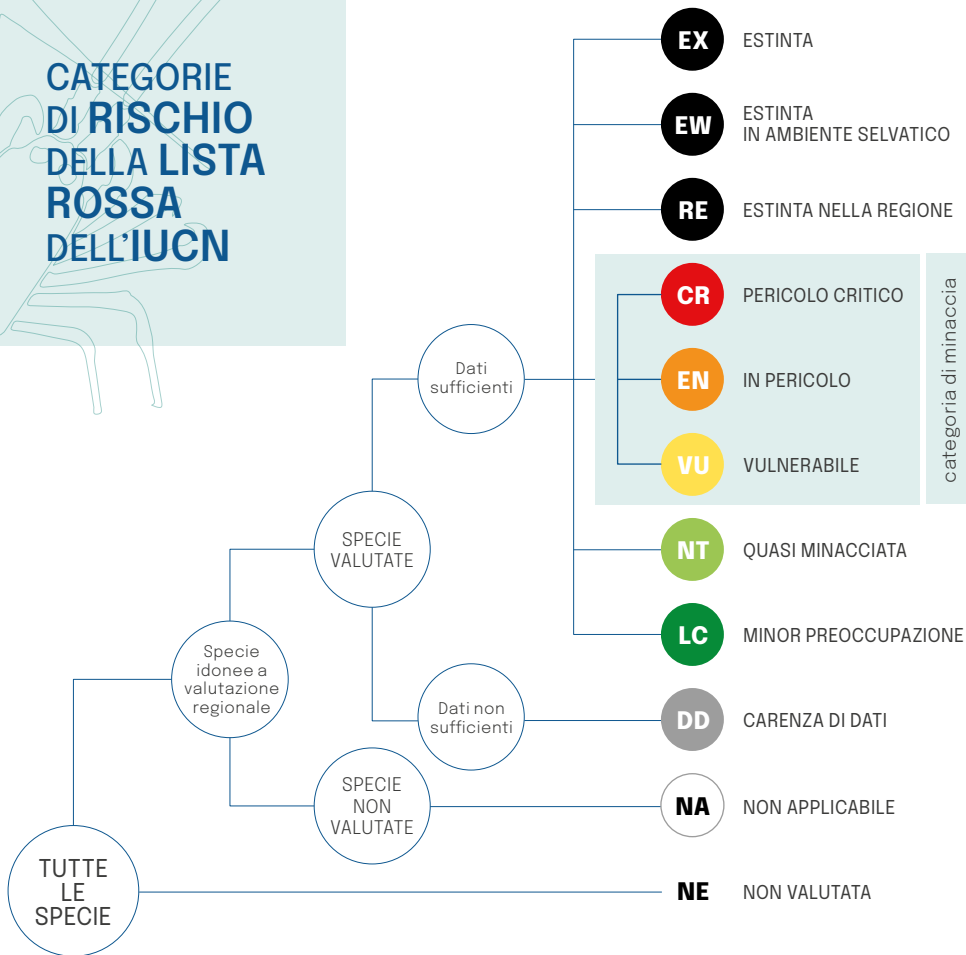 CATEGORIE
DI RISCHIO
DELLA LISTA
ROSSA
DELL'IUCN
EX ESTINTA
EW ESTINTA
IN AMBIENTE SELVATICO
RE ESTINTA NELLA REGIONE
CR PERICOLO CRITICO
EN IN PERICOLO
VU VULNERABILE
categoria di minaccia
NT QUASI MINACCIATA
LC MINOR PREOCCUPAZIONE
DD CARENZA DI DATI
NA NON APPLICABILE
NE NON VALUTATA
Dati
sufficienti
SPECIE
VALUTATE
Specie
idonee a
valutazione
regionale
Dati non
sufficienti
SPECIE
NON
VALUTATE
TUTTE
LE
SPECIE